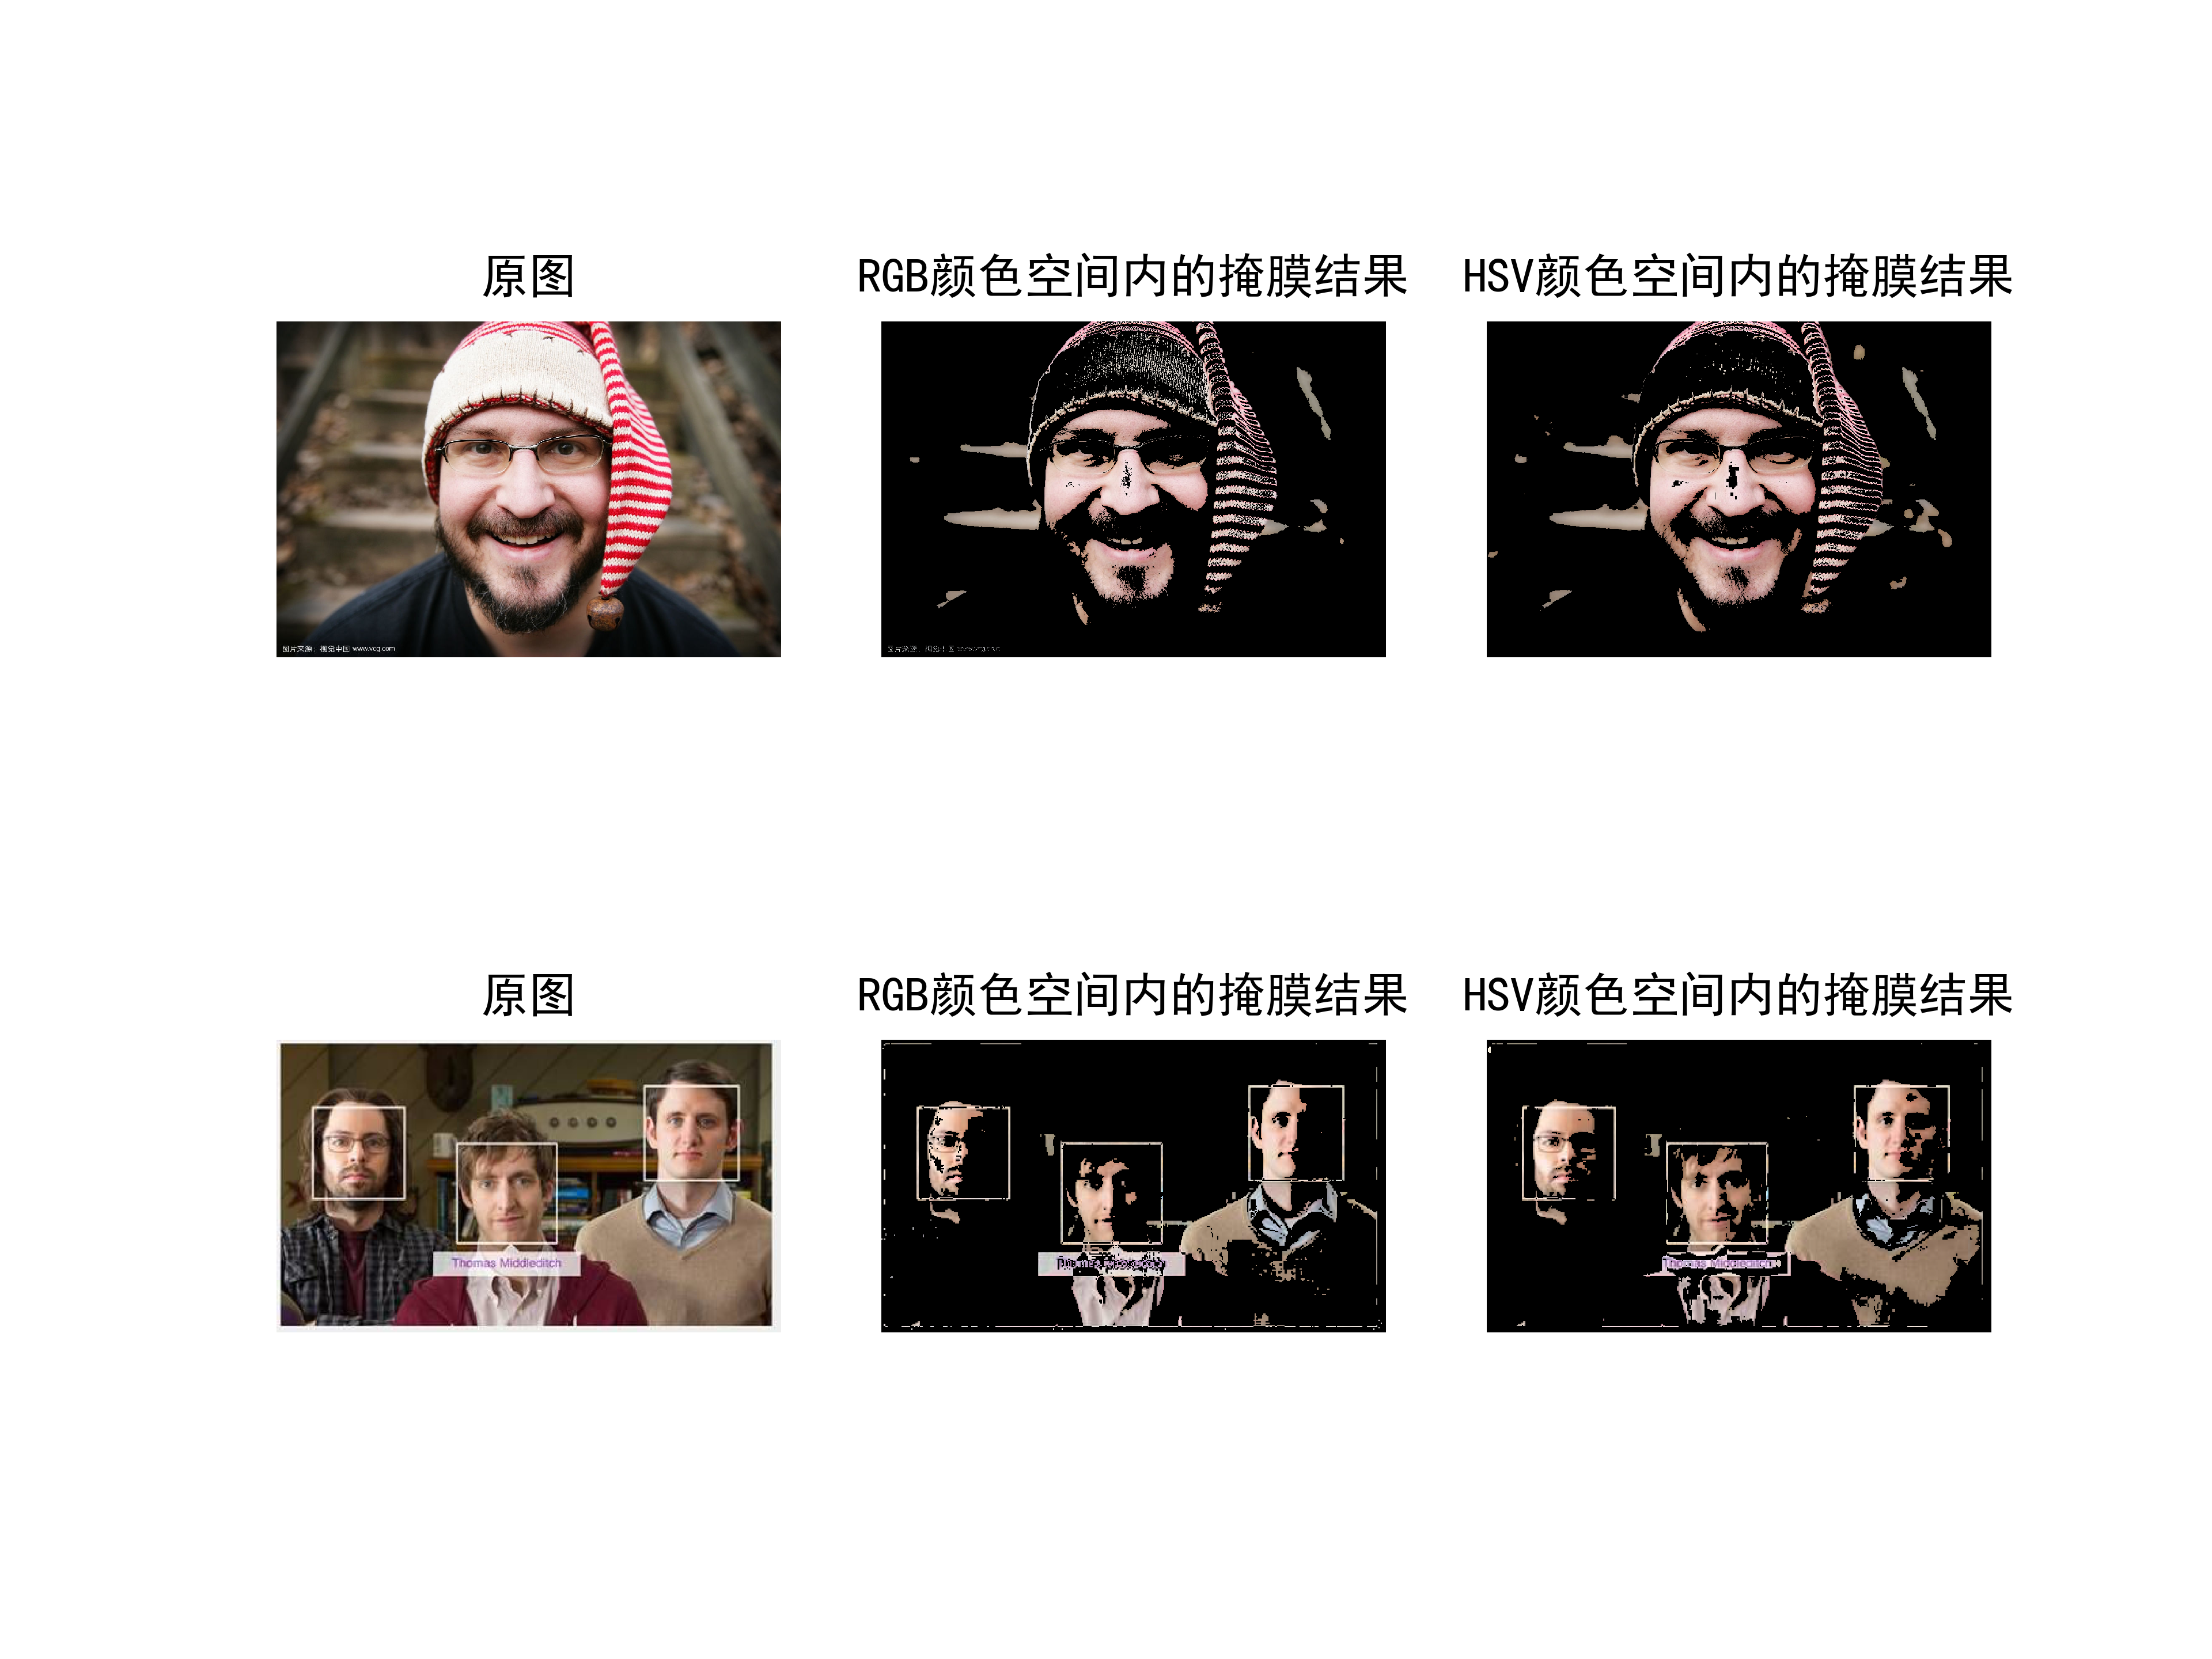 原图
RGB颜色空间内的掩膜结果
HSV颜色空间内的掩膜结果
图片来源：视觉中国 www.vcg.com
原图
RGB颜色空间内的掩膜结果
HSV颜色空间内的掩膜结果
Thomas Middleditch